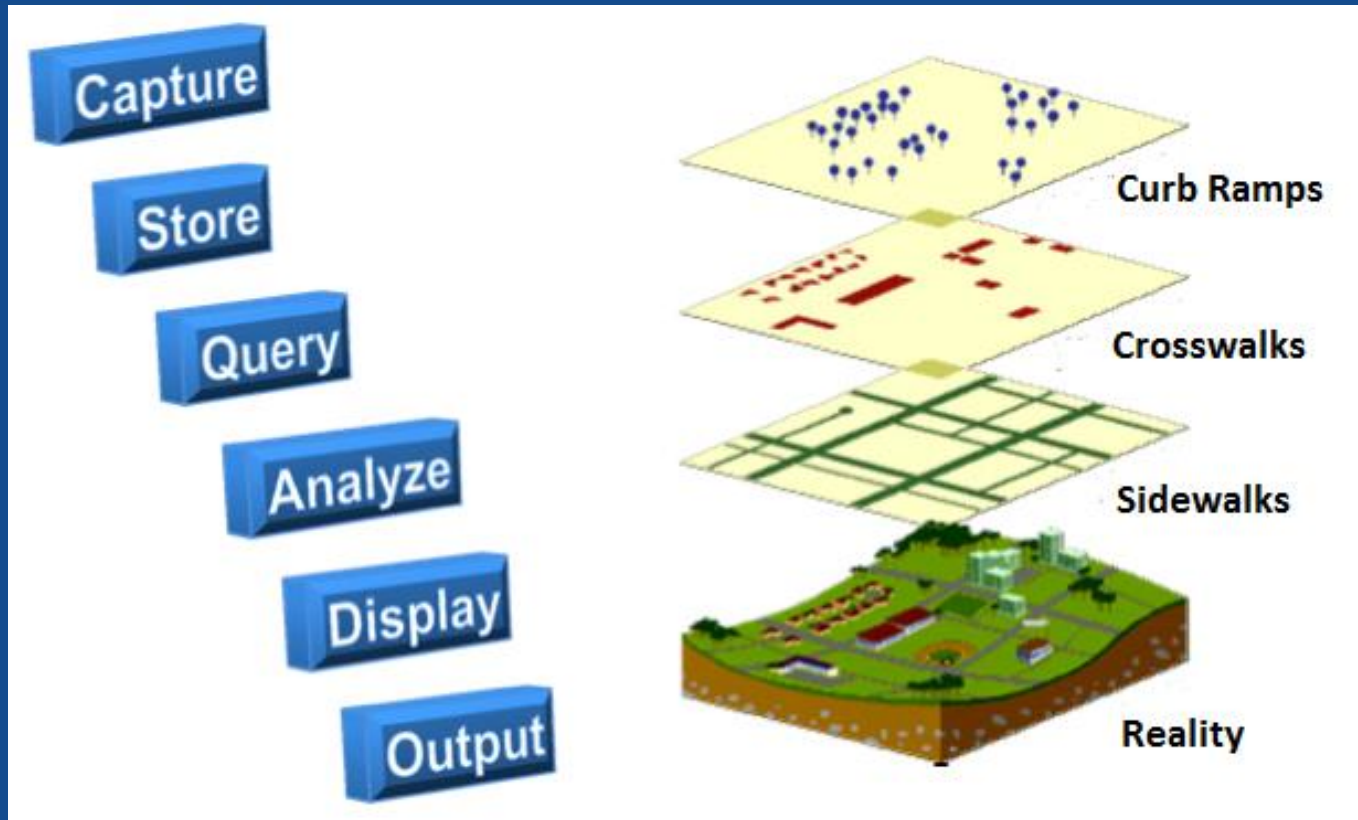 Capture
Store
Query
Analyze
Display
Output
Curb Ramps
Crosswalks
Sidewalks
Reality